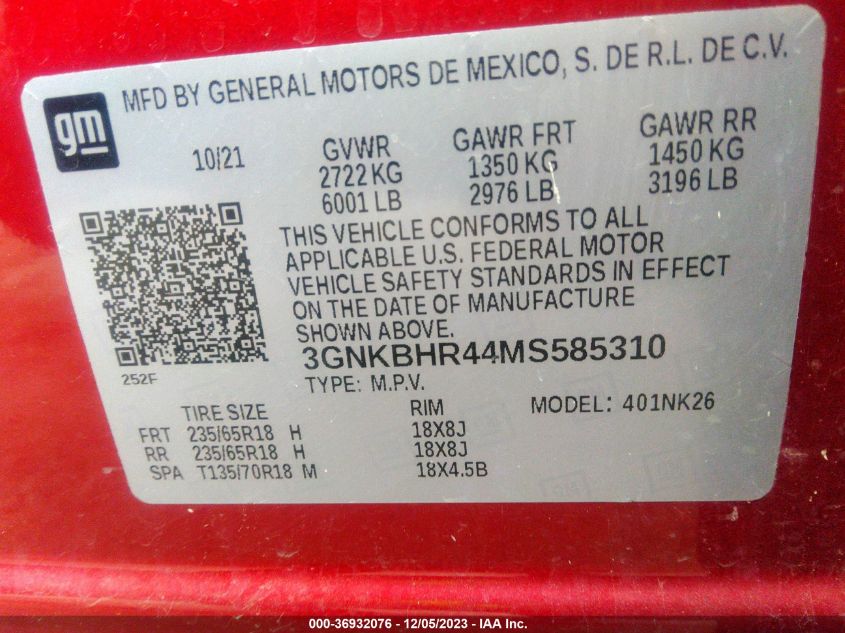 MFD BY GENERAL MOTORS DE MEXICO, S. DE R.L. DE C.V.
gm
10/21
GVWR
2722 KG
6001 LB
GAWR FRT
1350 KG
2976 LB
GAWR RR
1450 KG
3196 LB
THIS VEHICLE CONFORMS TO ALL
APPLICABLE U.S. FEDERAL MOTOR
VEHICLE SAFETY STANDARDS IN EFFECT
ON THE DATE OF MANUFACTURE
SHOWN ABOVE.
252F
3GNKBHR44MS585310
TYPE: M.P.V.
TIRE SIZE RIM MODEL: 401NK26
FRT 235/65R18 H 18X8J
RR 235/65R18 H 18X8J
SPA T135/70R18 M 18X4.5B
000-36932076 - 12/05/2023 - IAA Inc.